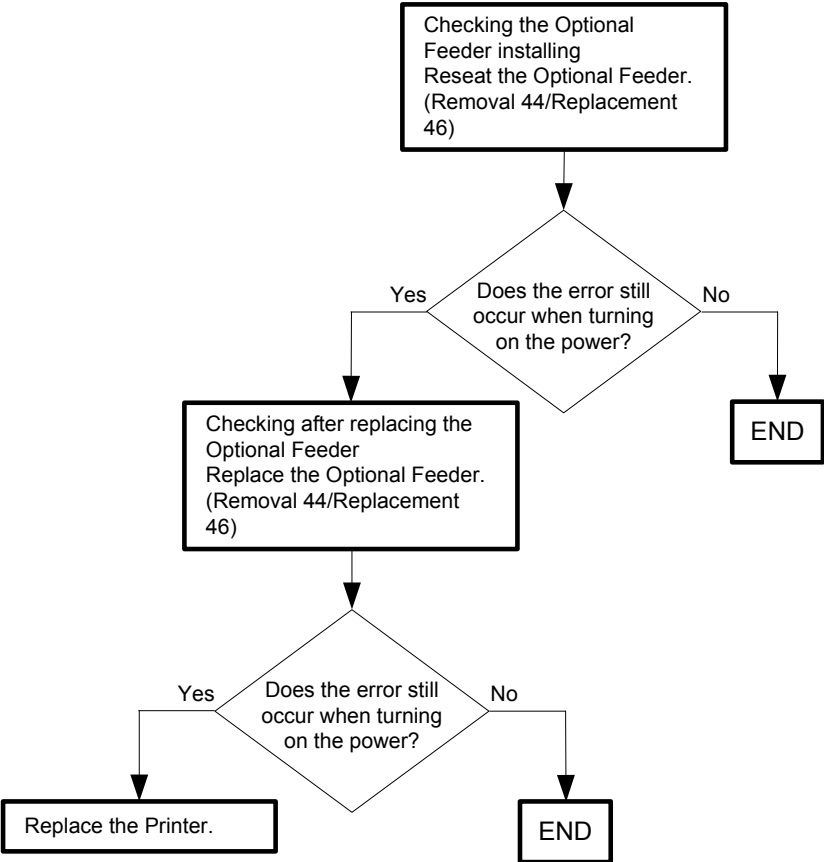 Checking the Optional
Feeder installing
Reseat the Optional Feeder.
(Removal 44/Replacement
46)
Yes
Does the error still
occur when turning
on the power?
No
END
Checking after replacing the
Optional Feeder
Replace the Optional Feeder.
(Removal 44/Replacement
46)
Yes
Does the error still
occur when turning
on the power?
No
Replace the Printer.
END